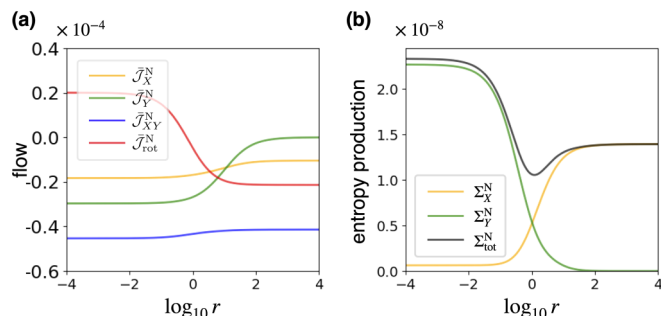 (a)
× 10⁻⁴
0.4
0.2
0.0
−0.2
−0.4
−0.6
flow
𝒥̄ᴺ_X
𝒥̄ᴺ_Y
𝒥̄ᴺ_XY
𝒥̄ᴺ_rot
−4 −2 0 2 4
log₁₀ r
(b)
× 10⁻⁸
2.0
1.5
1.0
0.5
0.0
entropy production
Σᴺ_X
Σᴺ_Y
Σᴺ_tot
−4 −2 0 2 4
log₁₀ r